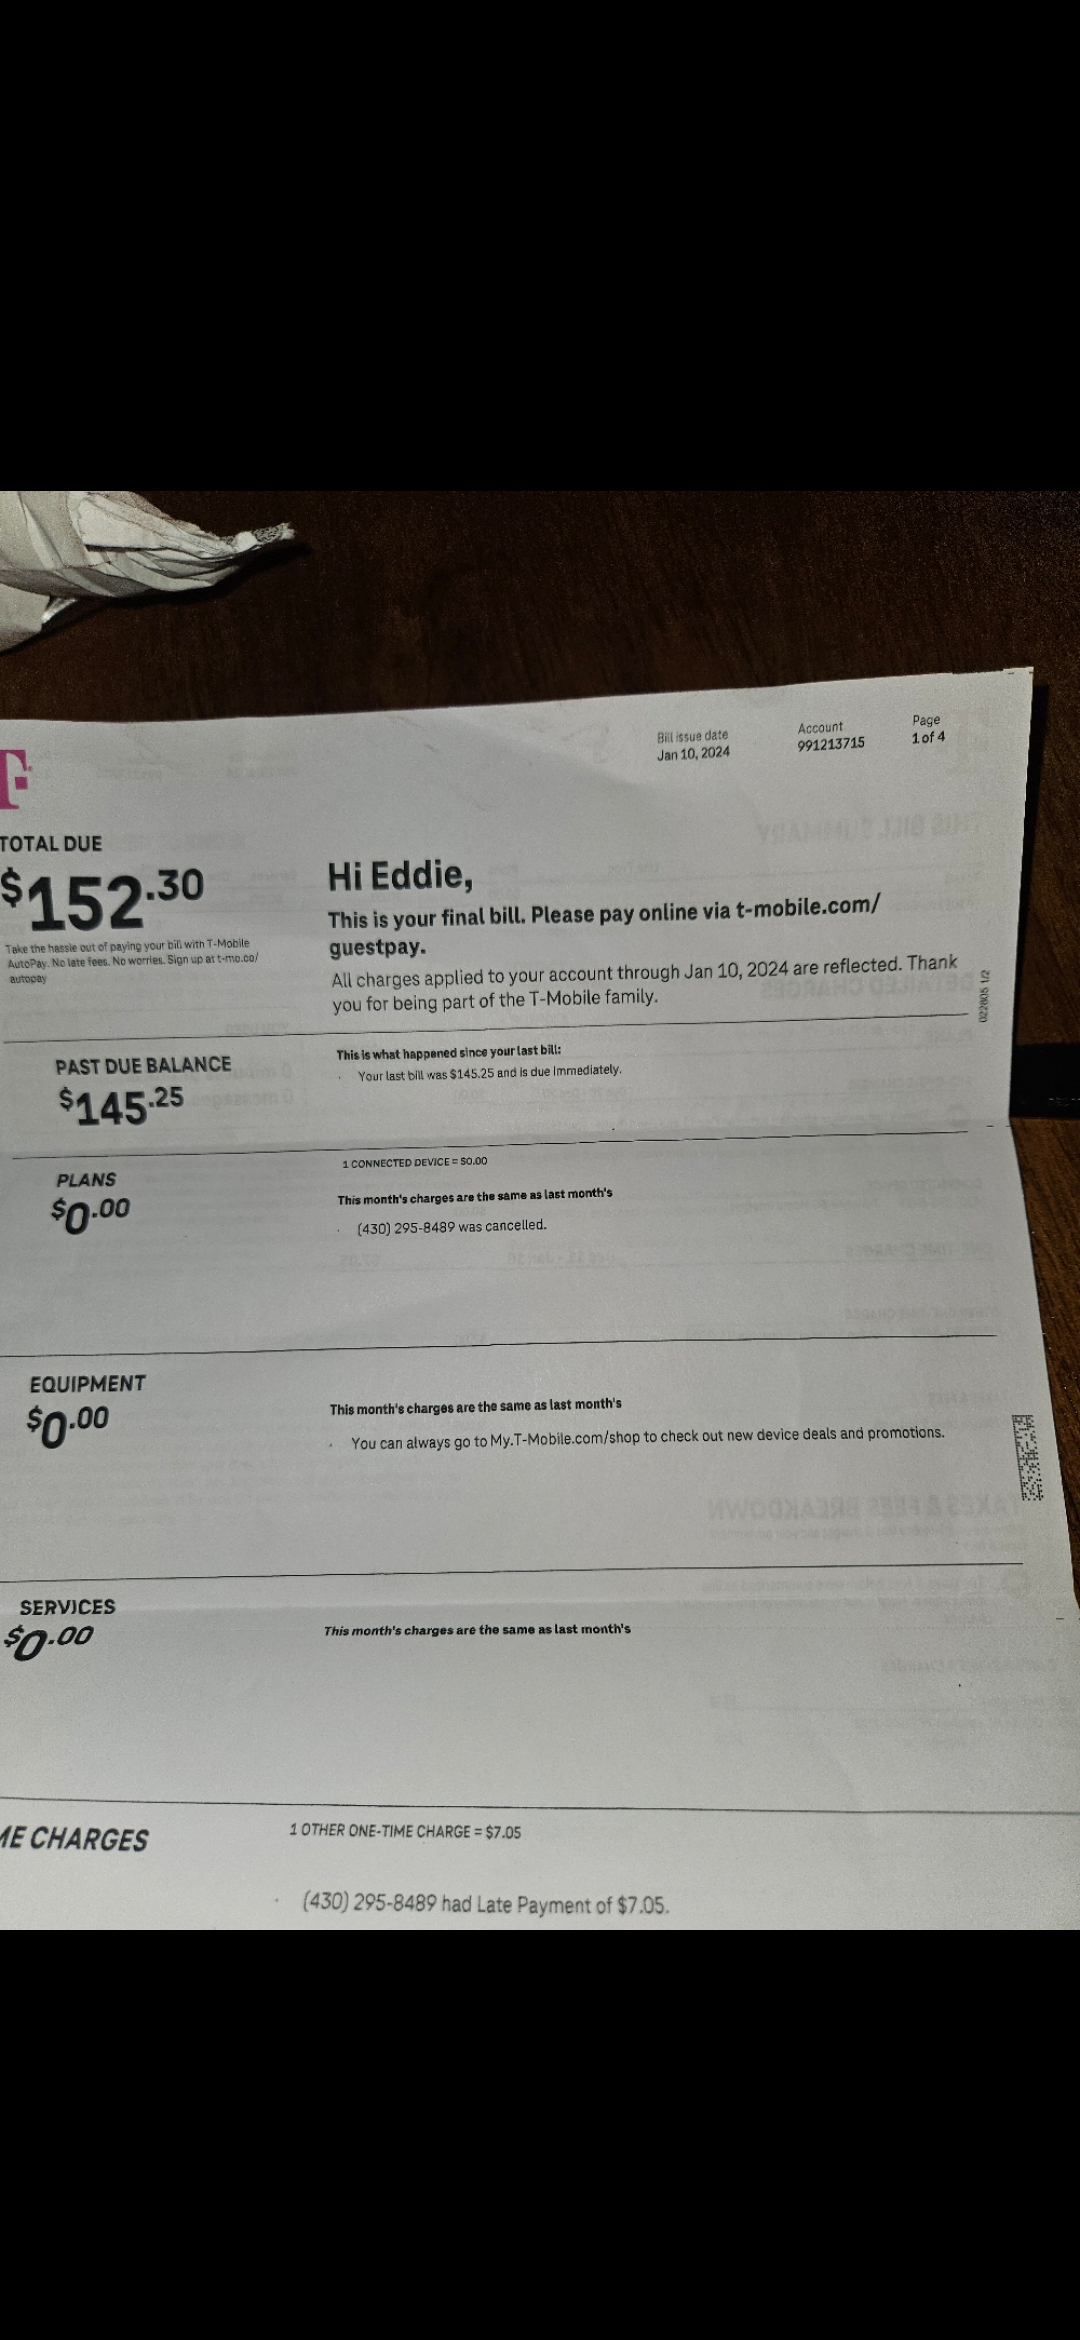 Bill issue date
Jan 10, 2024
Account
991213715
Page
1 of 4
T
TOTAL DUE
$152.30
Take the hassle out of paying your bill with T-Mobile
AutoPay. No late fees. No worries. Sign up at t-mo.co/
autopay
Hi Eddie,
This is your final bill. Please pay online via t-mobile.com/
guestpay.
All charges applied to your account through Jan 10, 2024 are reflected. Thank
you for being part of the T-Mobile family.
022805 1/2
PAST DUE BALANCE
$145.25
This is what happened since your last bill:
· Your last bill was $145.25 and is due immediately.
PLANS
$0.00
1 CONNECTED DEVICE = $0.00
This month's charges are the same as last month's
· (430) 295-8489 was cancelled.
EQUIPMENT
$0.00
This month's charges are the same as last month's
· You can always go to My.T-Mobile.com/shop to check out new device deals and promotions.
SERVICES
$0.00
This month's charges are the same as last month's
ME CHARGES
1 OTHER ONE-TIME CHARGE = $7.05
· (430) 295-8489 had Late Payment of $7.05.